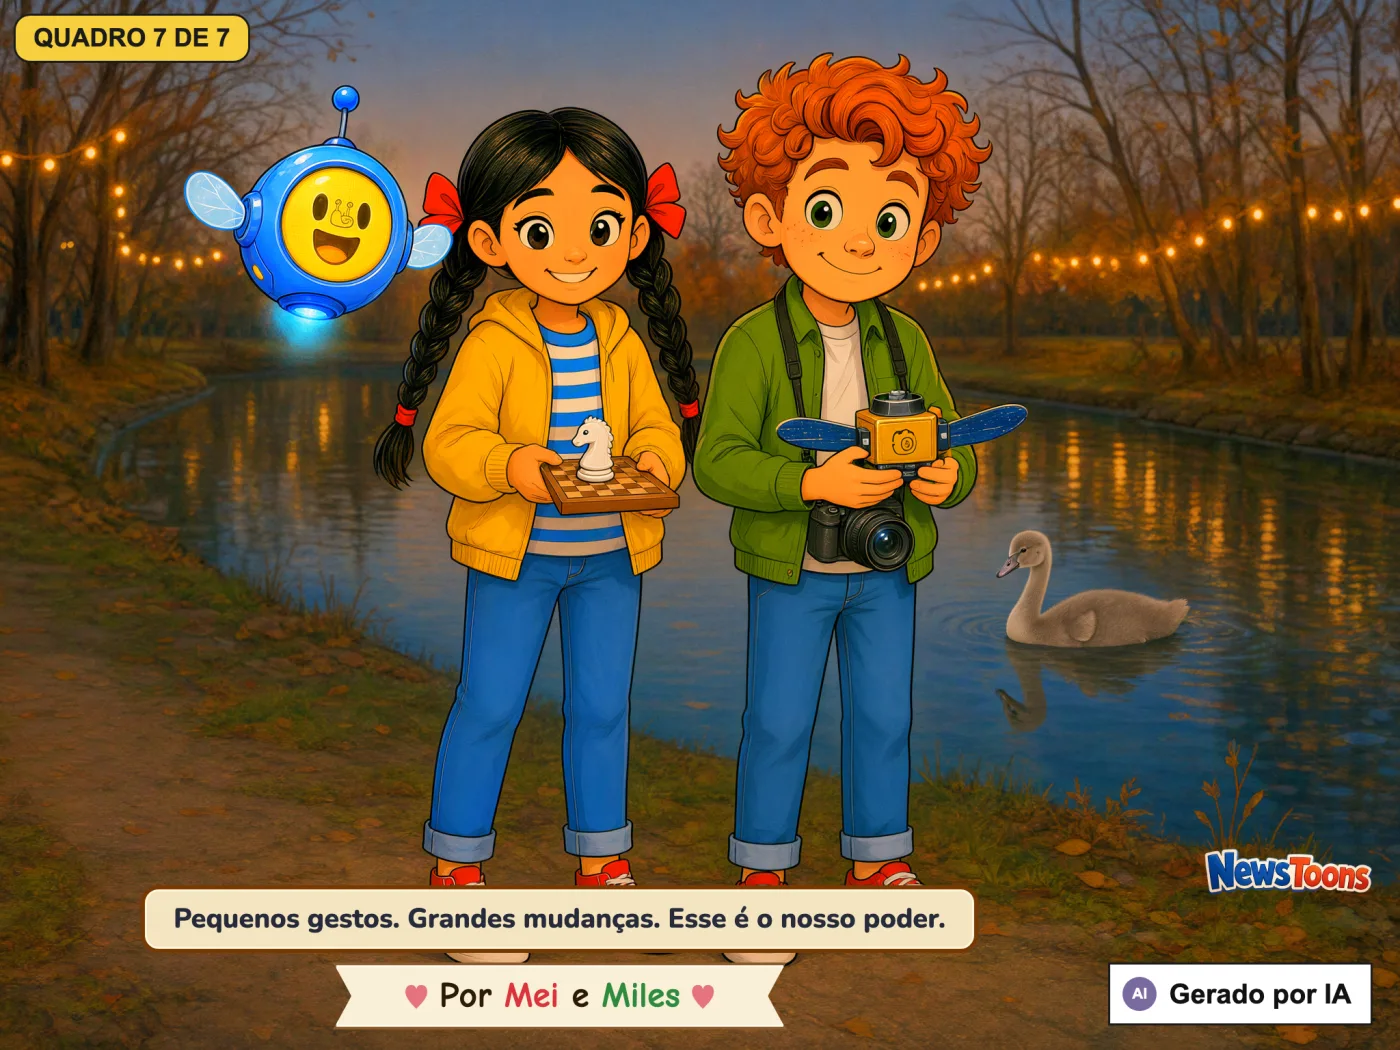 QUADRO 7 DE 7
Pequenos gestos. Grandes mudanças. Esse é o nosso poder.
Por Mei e Miles
NewsToons
AI Gerado por IA